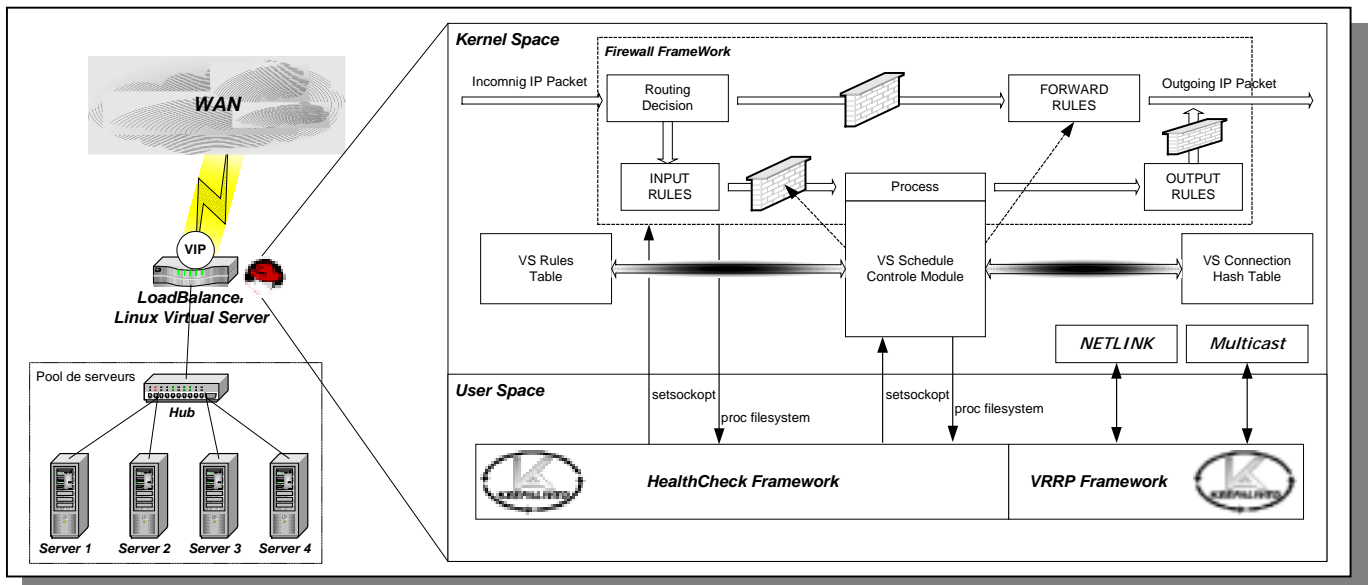 Kernel Space
Firewall FrameWork
WAN
Incomnig IP Packet
Routing
Decision
FORWARD
RULES
Outgoing IP Packet
INPUT
RULES
Process
OUTPUT
RULES
VIP
VS Rules
Table
VS Schedule
Controle Module
VS Connection
Hash Table
LoadBalancer
Linux Virtual Server
NETLINK
Multicast
Pool de serveurs
Hub
User Space
setsockopt
proc filesystem
setsockopt
proc filesystem
KEEPALIVED
HealthCheck Framework
VRRP Framework
KEEPALIVED
Server 1
Server 2
Server 3
Server 4